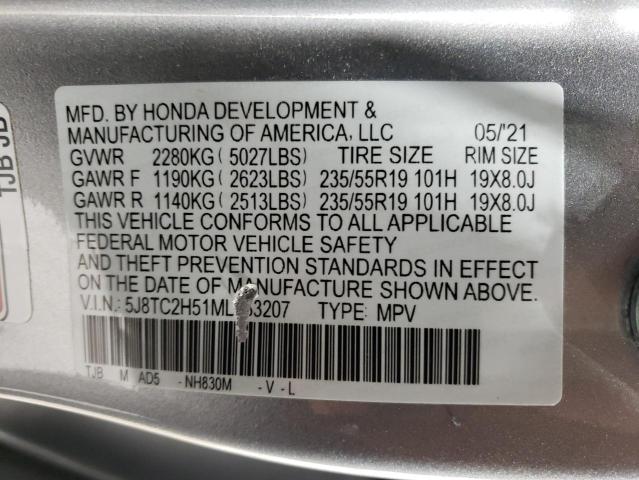 MFD. BY HONDA DEVELOPMENT &
MANUFACTURING OF AMERICA, LLC 05/'21
GVWR 2280KG ( 5027LBS) TIRE SIZE RIM SIZE
GAWR F 1190KG ( 2623LBS) 235/55R19 101H 19X8.0J
GAWR R 1140KG ( 2513LBS) 235/55R19 101H 19X8.0J
THIS VEHICLE CONFORMS TO ALL APPLICABLE
FEDERAL MOTOR VEHICLE SAFETY
AND THEFT PREVENTION STANDARDS IN EFFECT
ON THE DATE OF MANUFACTURE SHOWN ABOVE.
V.I.N.: TYPE: MPV
TJB M AD5 -NH830M -V-L
TJB JD